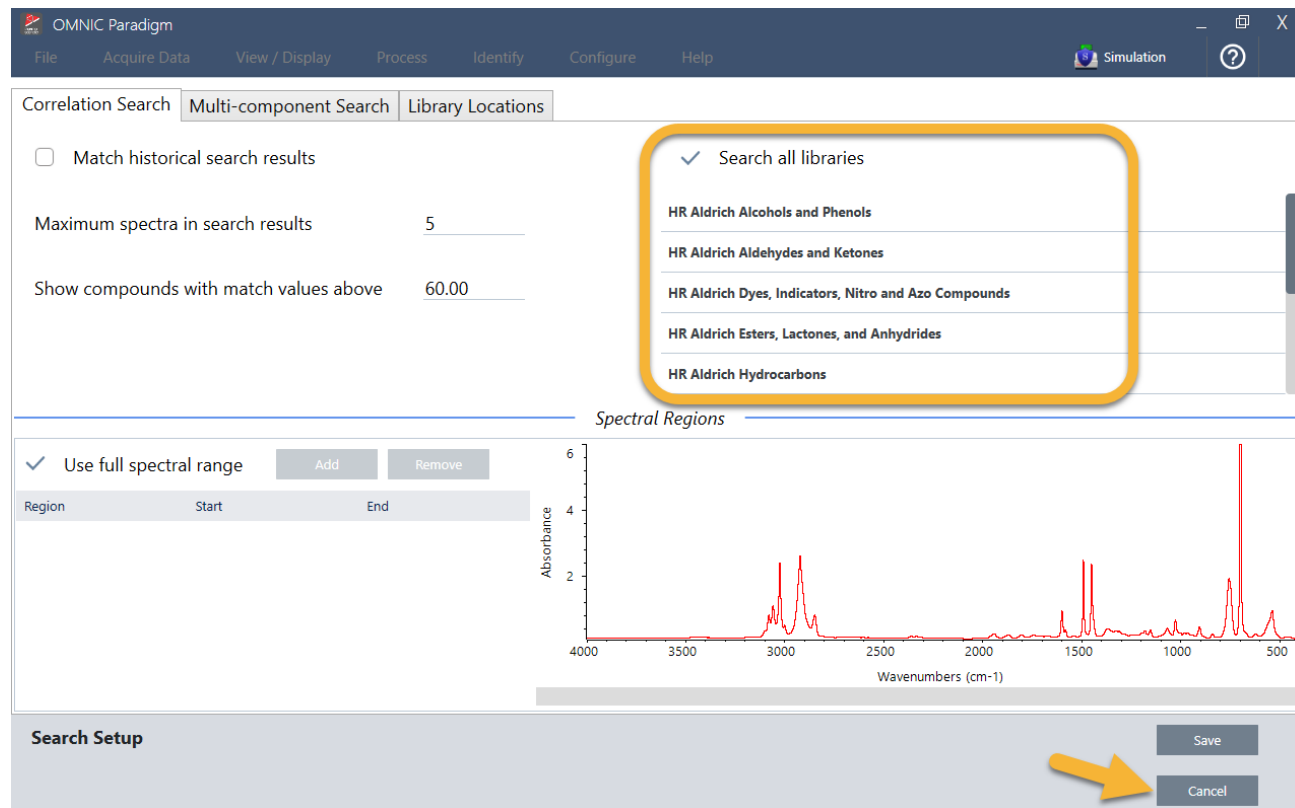 OMNIC Paradigm
_ X
File Acquire Data View / Display Process Identify Configure Help
S Simulation ?
Correlation Search Multi-component Search Library Locations
Match historical search results
Search all libraries
Maximum spectra in search results 5
Show compounds with match values above 60.00
HR Aldrich Alcohols and Phenols
HR Aldrich Aldehydes and Ketones
HR Aldrich Dyes, Indicators, Nitro and Azo Compounds
HR Aldrich Esters, Lactones, and Anhydrides
HR Aldrich Hydrocarbons
Spectral Regions
Use full spectral range Add Remove
Region Start End
6
4
2
Absorbance
4000 3500 3000 2500 2000 1500 1000 500
Wavenumbers (cm-1)
Search Setup
Save
Cancel